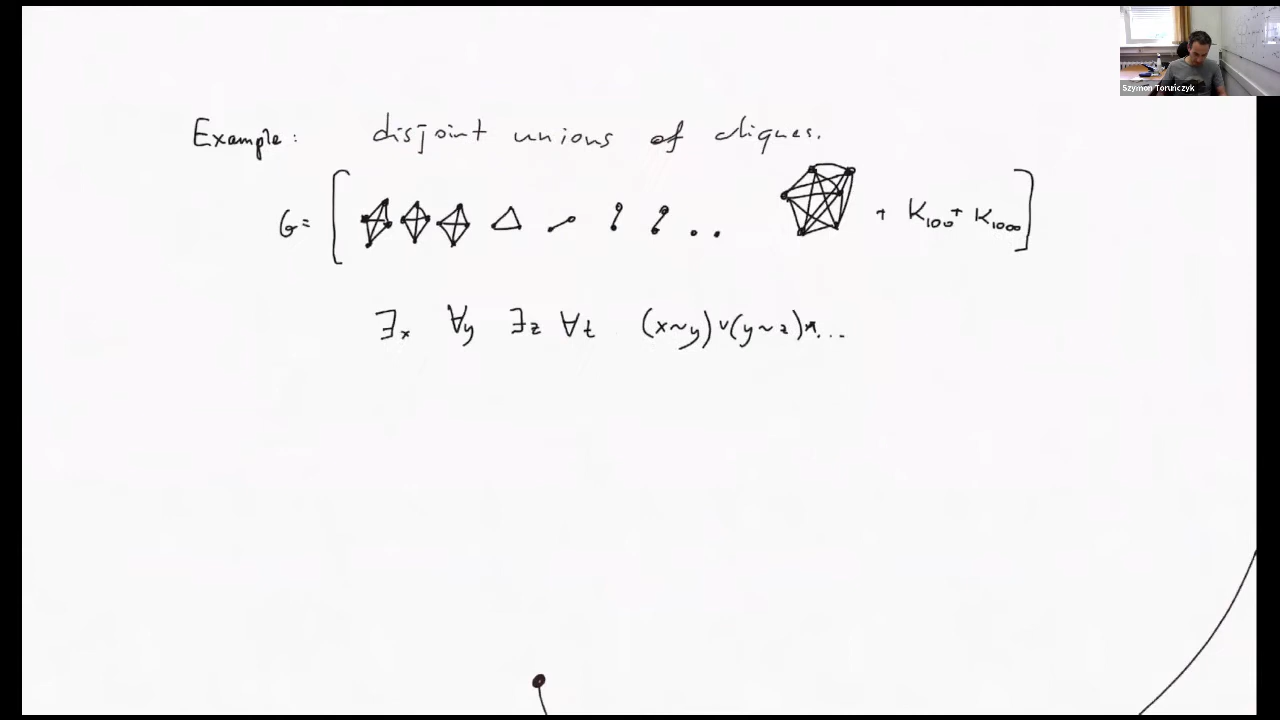 Szymon Toruńczyk
Example: disjoint unions of cliques.
G = [ + K₁₀₀ + K₁₀₀₀ ]
∃x ∀y ∃z ∀t (x~y)∨(y~z)∧...